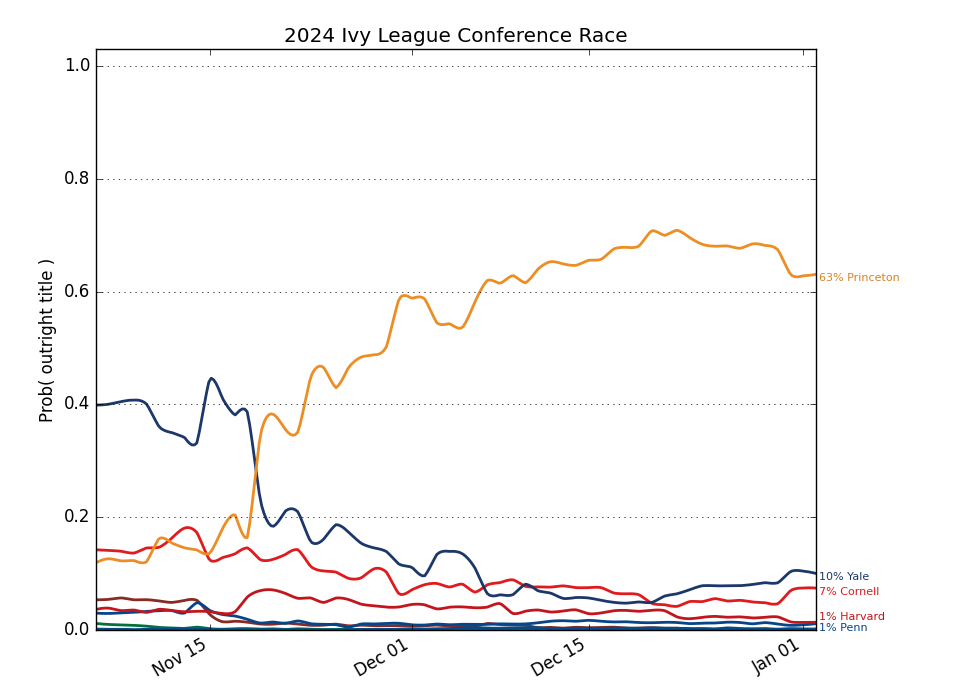 2024 Ivy League Conference Race
Prob( outright title )
1.0
0.8
0.6
0.4
0.2
0.0
63% Princeton
10% Yale
7% Cornell
1% Harvard
1% Penn
Nov 15
Dec 01
Dec 15
Jan 01